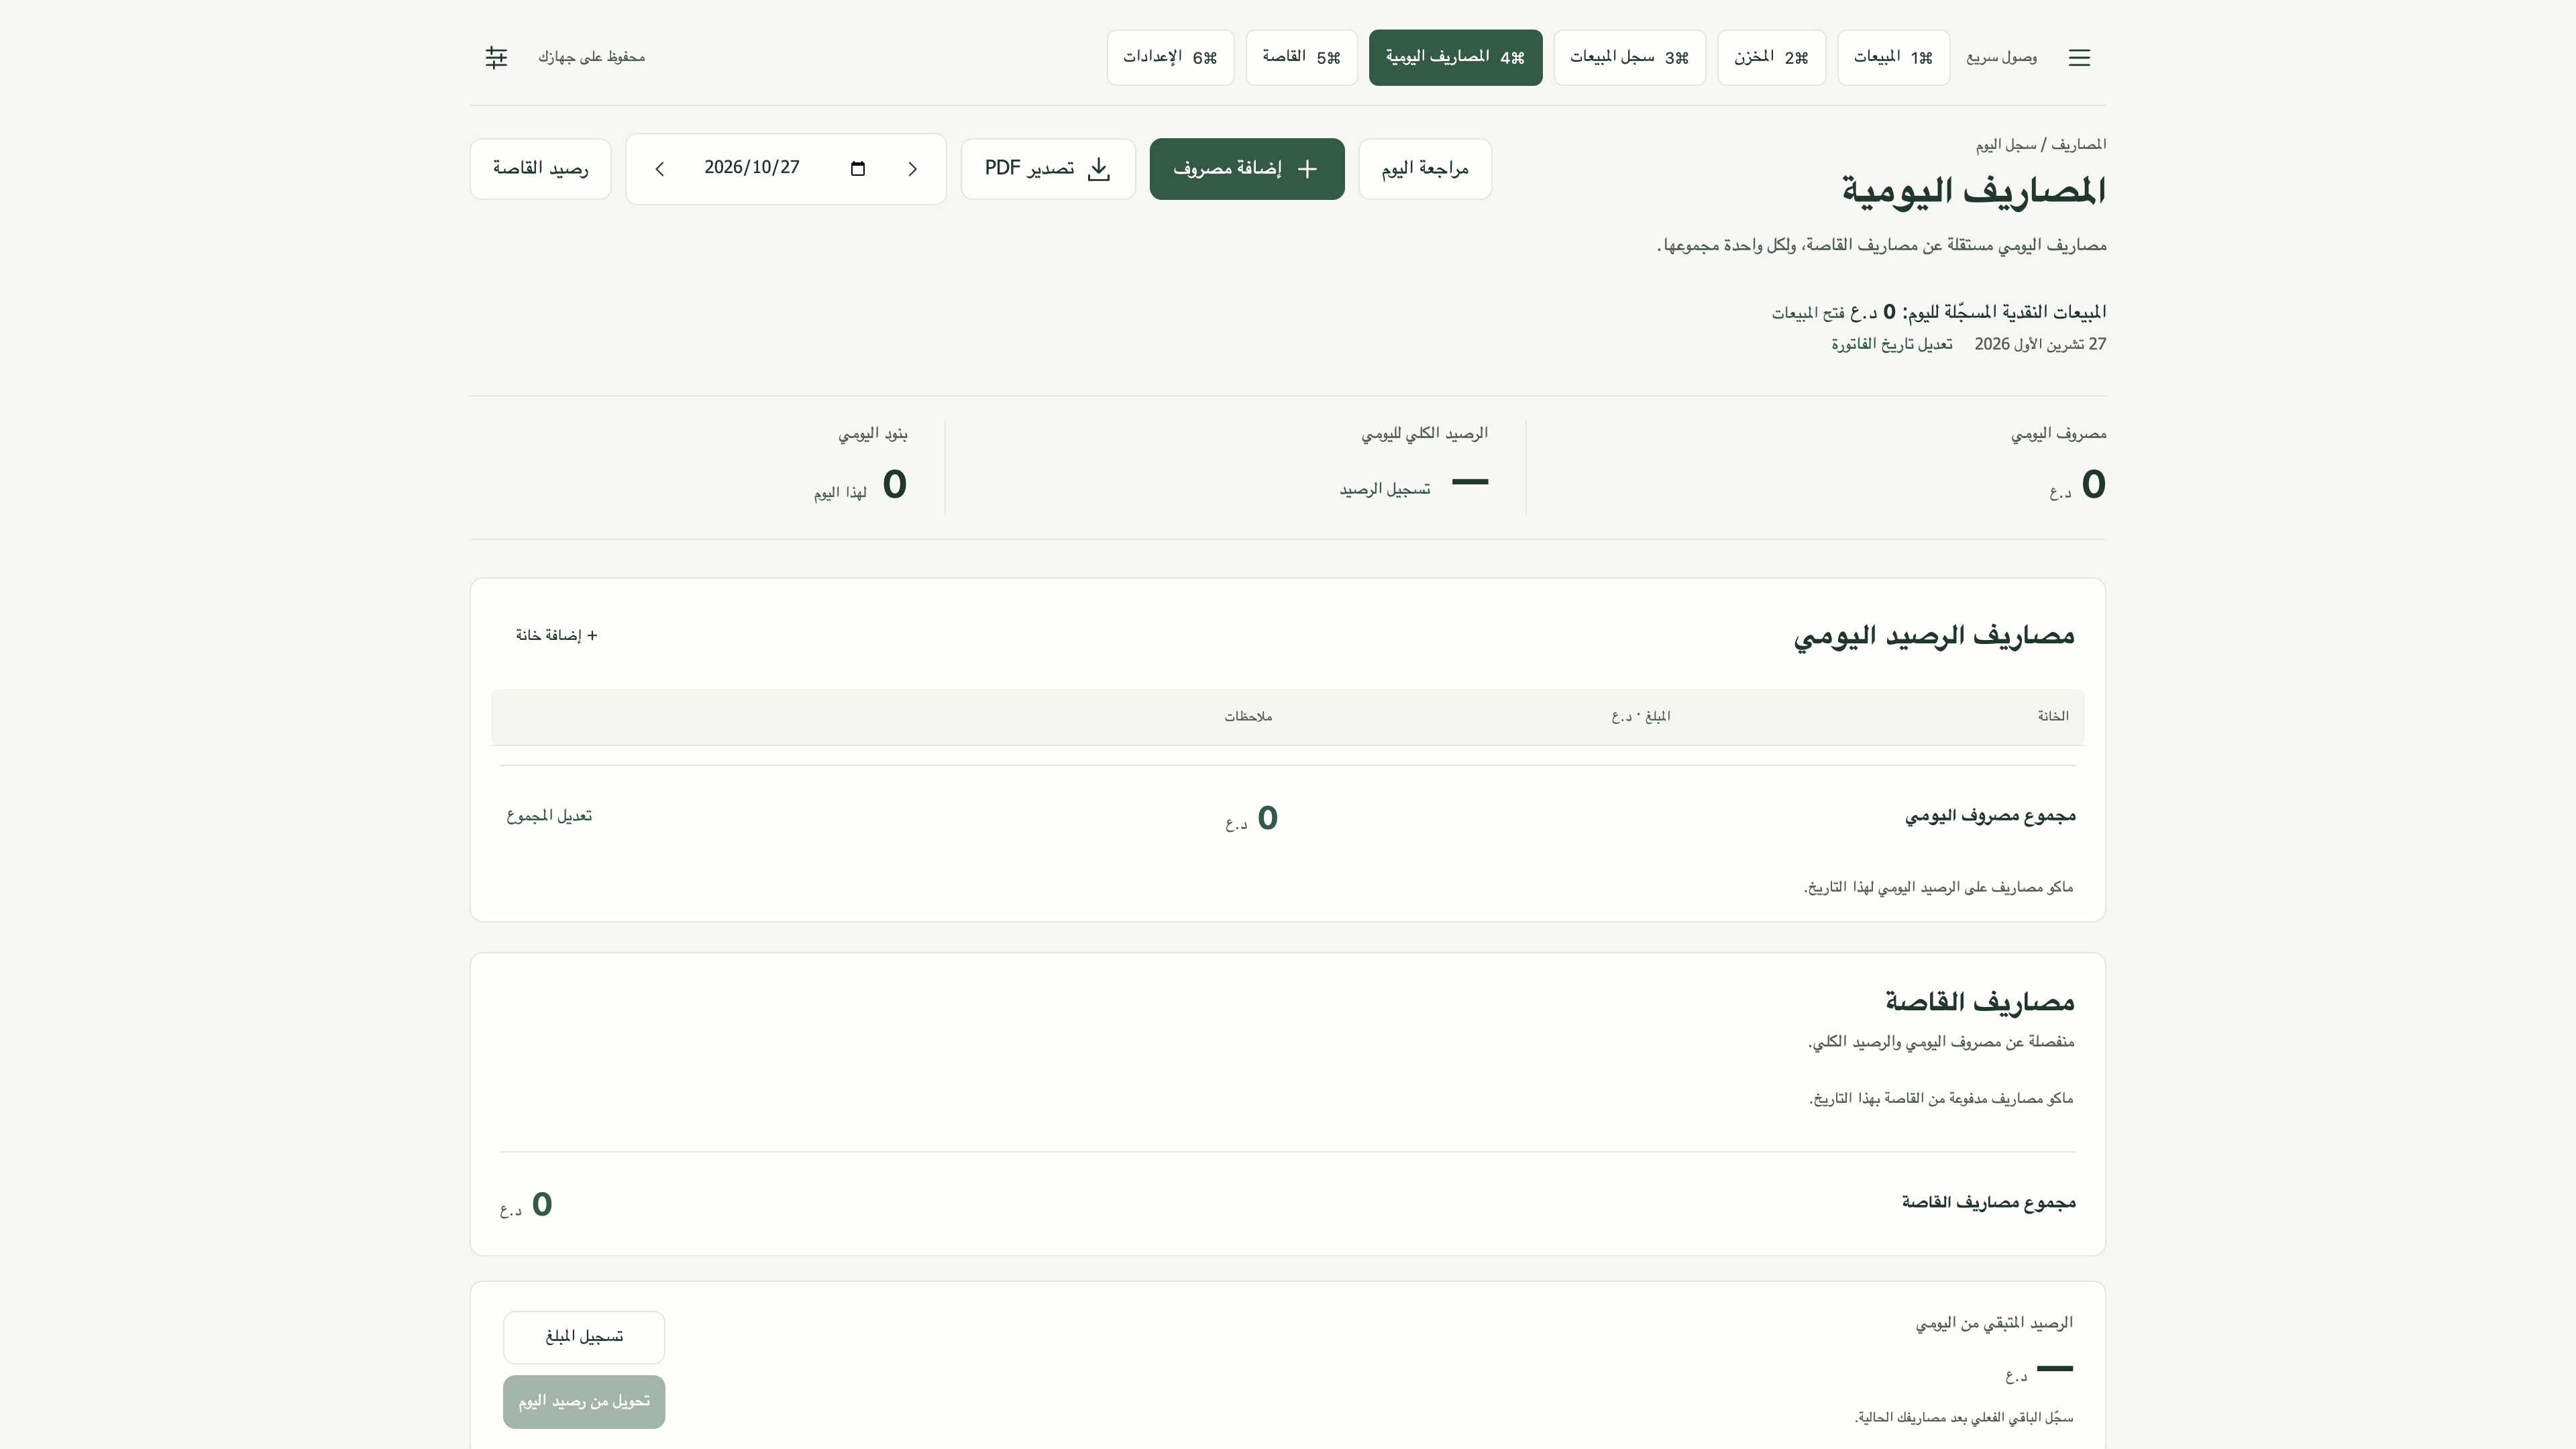 وصول سريع
⌘1 المبيعات
⌘2 المخزن
⌘3 سجل المبيعات
⌘4 المصاريف اليومية
⌘5 القاصة
⌘6 الإعدادات
محفوظ على جهازك
المصاريف / سجل اليوم
المصاريف اليومية
مصاريف اليومي مستقلة عن مصاريف القاصة، ولكل واحدة مجموعها.
مراجعة اليوم
إضافة مصروف
تصدير PDF
2026/10/27
رصيد القاصة
المبيعات النقدية المسجّلة لليوم: 0 د.ع فتح المبيعات
27 تشرين الأول 2026 تعديل تاريخ الفاتورة
مصروف اليومي
0 د.ع
الرصيد الكلي لليومي
— تسجيل الرصيد
بنود اليومي
0 لهذا اليوم
مصاريف الرصيد اليومي
+ إضافة خانة
الخانة المبلغ · د.ع ملاحظات
مجموع مصروف اليومي 0 د.ع تعديل المجموع
ماكو مصاريف على الرصيد اليومي لهذا التاريخ.
مصاريف القاصة
منفصلة عن مصروف اليومي والرصيد الكلي.
ماكو مصاريف مدفوعة من القاصة بهذا التاريخ.
مجموع مصاريف القاصة 0 د.ع
الرصيد المتبقي من اليومي
— د.ع
سجّل الباقي الفعلي بعد مصاريفك الحالية.
تسجيل المبلغ
تحويل من رصيد اليوم